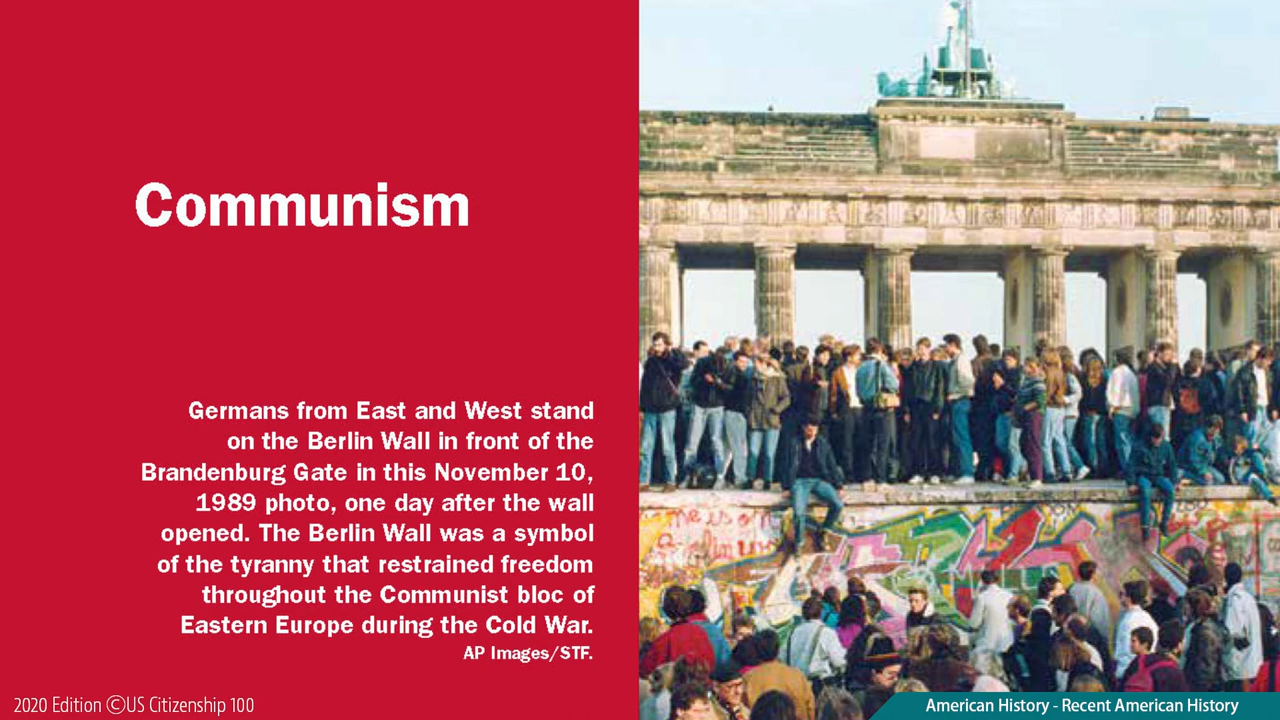 Communism
Germans from East and West stand
on the Berlin Wall in front of the
Brandenburg Gate in this November 10,
1989 photo, one day after the wall
opened. The Berlin Wall was a symbol
of the tyranny that restrained freedom
throughout the Communist bloc of
Eastern Europe during the Cold War.
AP Images/STF.
2020 Edition ©US Citizenship 100
American History - Recent American History